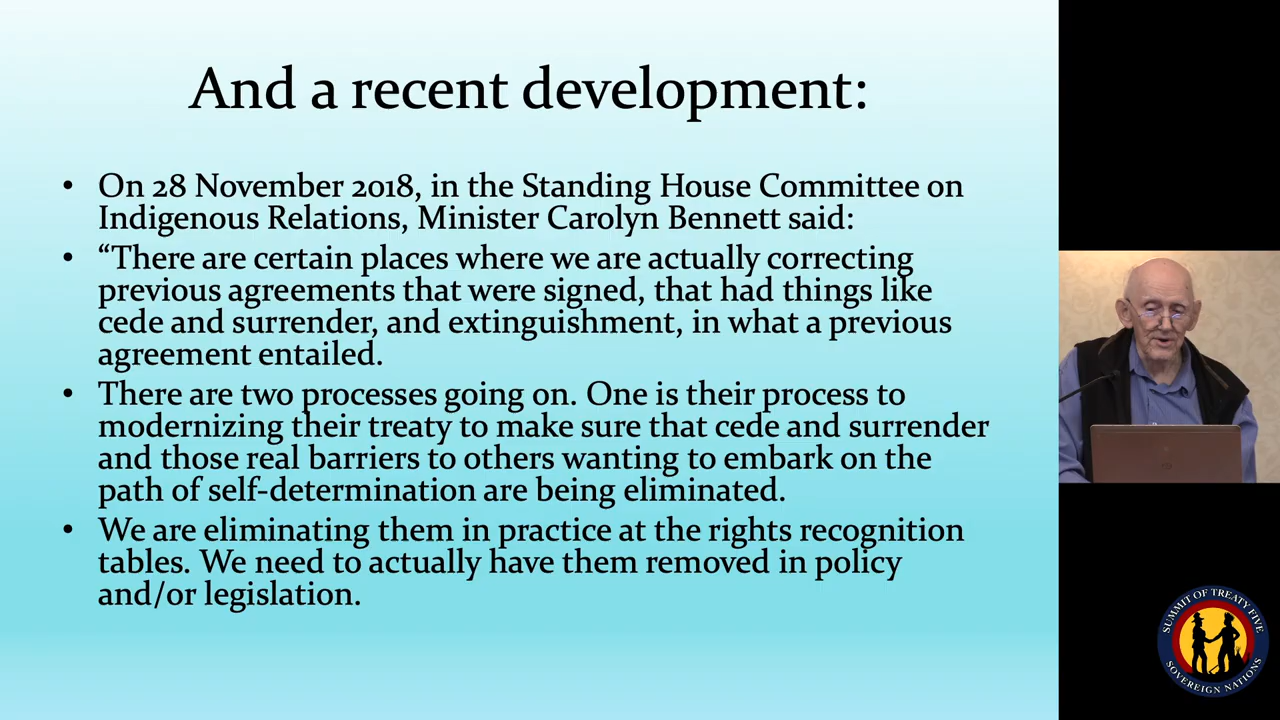 And a recent development:
• On 28 November 2018, in the Standing House Committee on
Indigenous Relations, Minister Carolyn Bennett said:
• “There are certain places where we are actually correcting
previous agreements that were signed, that had things like
cede and surrender, and extinguishment, in what a previous
agreement entailed.
• There are two processes going on. One is their process to
modernizing their treaty to make sure that cede and surrender
and those real barriers to others wanting to embark on the
path of self-determination are being eliminated.
• We are eliminating them in practice at the rights recognition
tables. We need to actually have them removed in policy
and/or legislation.
SUMMIT OF TREATY FIVE
SOVEREIGN NATIONS